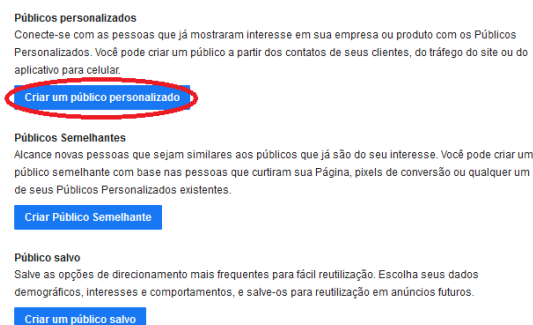 Públicos personalizados
Conecte-se com as pessoas que já mostraram interesse em sua empresa ou produto com os Públicos
Personalizados. Você pode criar um público a partir dos contatos de seus clientes, do tráfego do site ou do
aplicativo para celular.
Criar um público personalizado
Públicos Semelhantes
Alcance novas pessoas que sejam similares aos públicos que já são do seu interesse. Você pode criar um
público semelhante com base nas pessoas que curtiram sua Página, pixels de conversão ou qualquer um
de seus Públicos Personalizados existentes.
Criar Público Semelhante
Público salvo
Salve as opções de direcionamento mais frequentes para fácil reutilização. Escolha seus dados
demográficos, interesses e comportamentos, e salve-os para reutilização em anúncios futuros.
Criar um público salvo